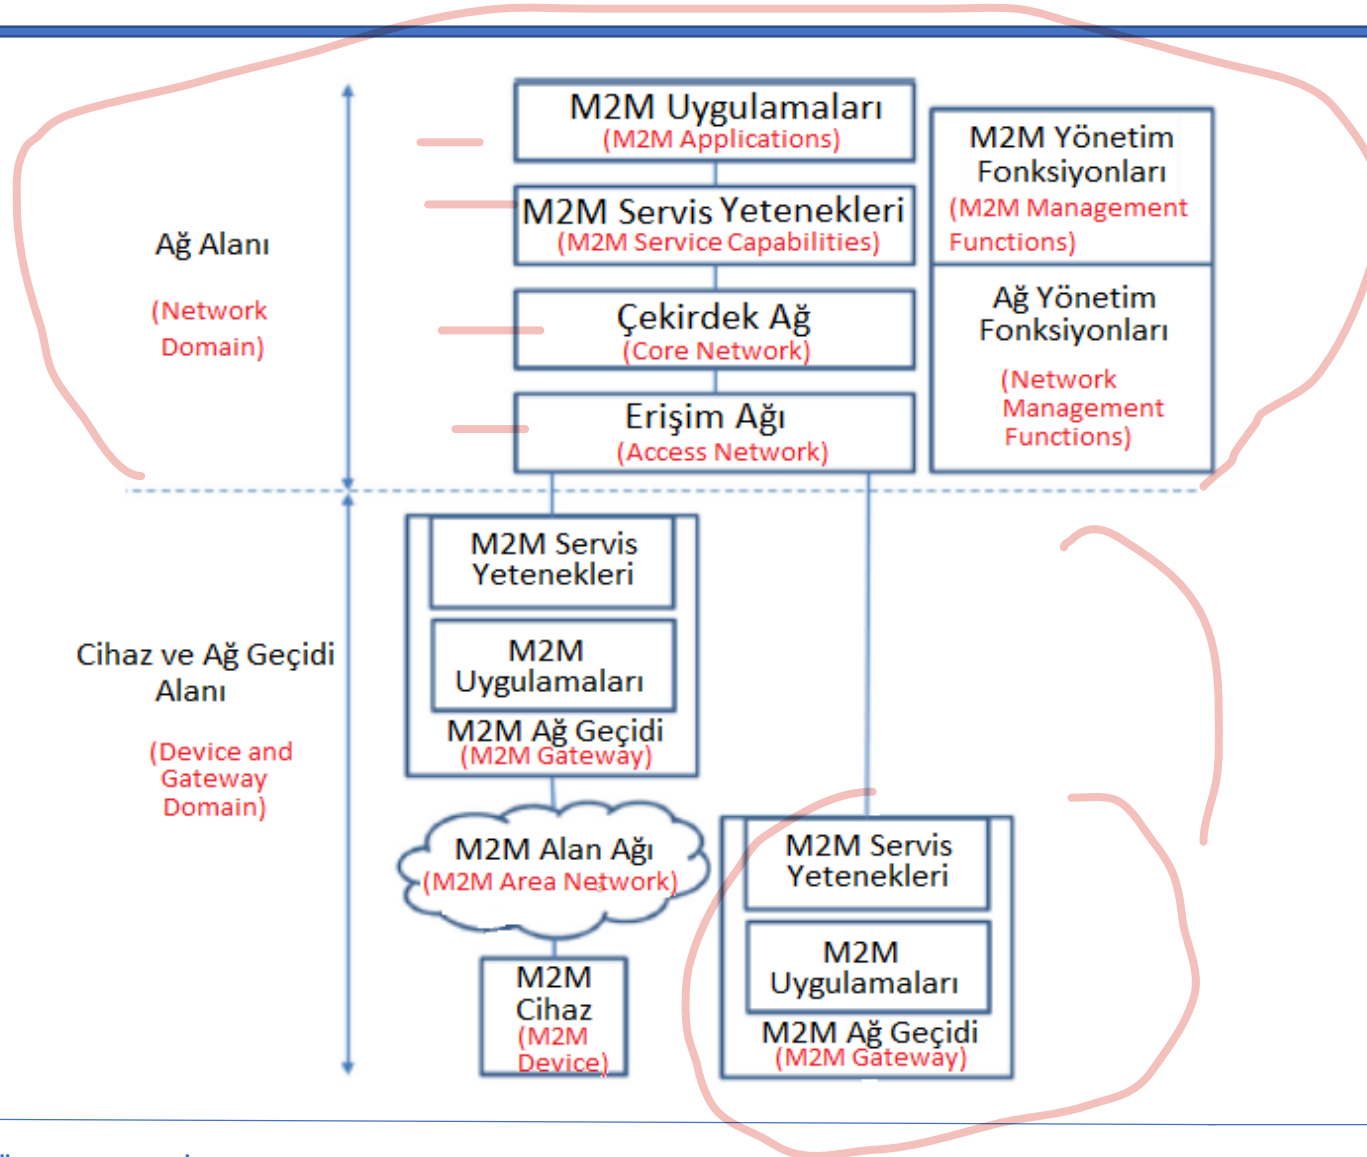 M2M Uygulamaları
(M2M Applications)
M2M Servis Yetenekleri
(M2M Service Capabilities)
Çekirdek Ağ
(Core Network)
Erişim Ağı
(Access Network)
M2M Yönetim
Fonksiyonları
(M2M Management
Functions)
Ağ Yönetim
Fonksiyonları
(Network
Management
Functions)
Ağ Alanı
(Network
Domain)
Cihaz ve Ağ Geçidi
Alanı
(Device and
Gateway
Domain)
M2M Servis
Yetenekleri
M2M
Uygulamaları
M2M Ağ Geçidi
(M2M Gateway)
M2M Alan Ağı
(M2M Area Network)
M2M
Cihaz
(M2M
Device)
M2M Servis
Yetenekleri
M2M
Uygulamaları
M2M Ağ Geçidi
(M2M Gateway)